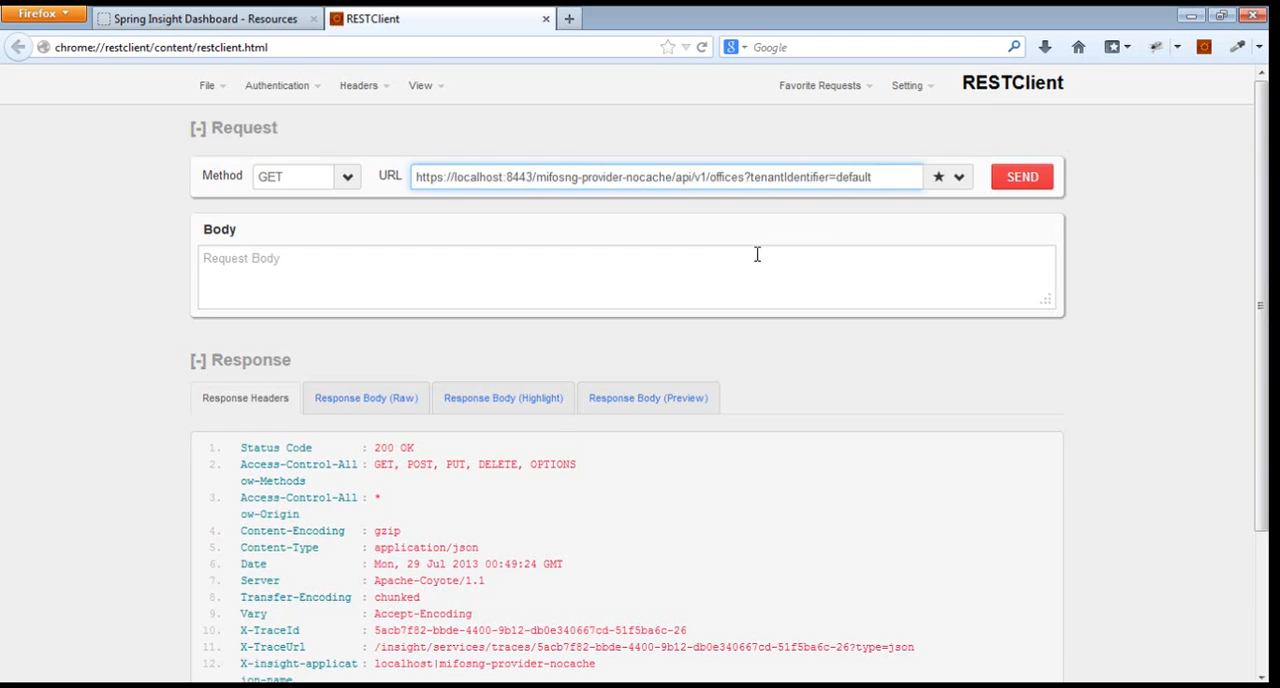 Firefox
Spring Insight Dashboard - Resources
RESTClient
chrome://restclient/content/restclient.html
Google
File
Authentication
Headers
View
Favorite Requests
Setting
RESTClient
[-] Request
Method
GET
URL
https://localhost:8443/mifosng-provider-nocache/api/v1/offices?tenantIdentifier=default
SEND
Body
Request Body
[-] Response
Response Headers
Response Body (Raw)
Response Body (Highlight)
Response Body (Preview)
1. Status Code : 200 OK
2. Access-Control-All : GET, POST, PUT, DELETE, OPTIONS
ow-Methods
3. Access-Control-All : *
ow-Origin
4. Content-Encoding : gzip
5. Content-Type : application/json
6. Date : Mon, 29 Jul 2013 00:49:24 GMT
7. Server : Apache-Coyote/1.1
8. Transfer-Encoding : chunked
9. Vary : Accept-Encoding
10. X-TraceId : 5acb7f82-bbde-4400-9b12-db0e340667cd-51f5ba6c-26
11. X-TraceUrl : /insight/services/traces/5acb7f82-bbde-4400-9b12-db0e340667cd-51f5ba6c-26?type=json
12. X-insight-applicat : localhost|mifosng-provider-nocache
ion-name